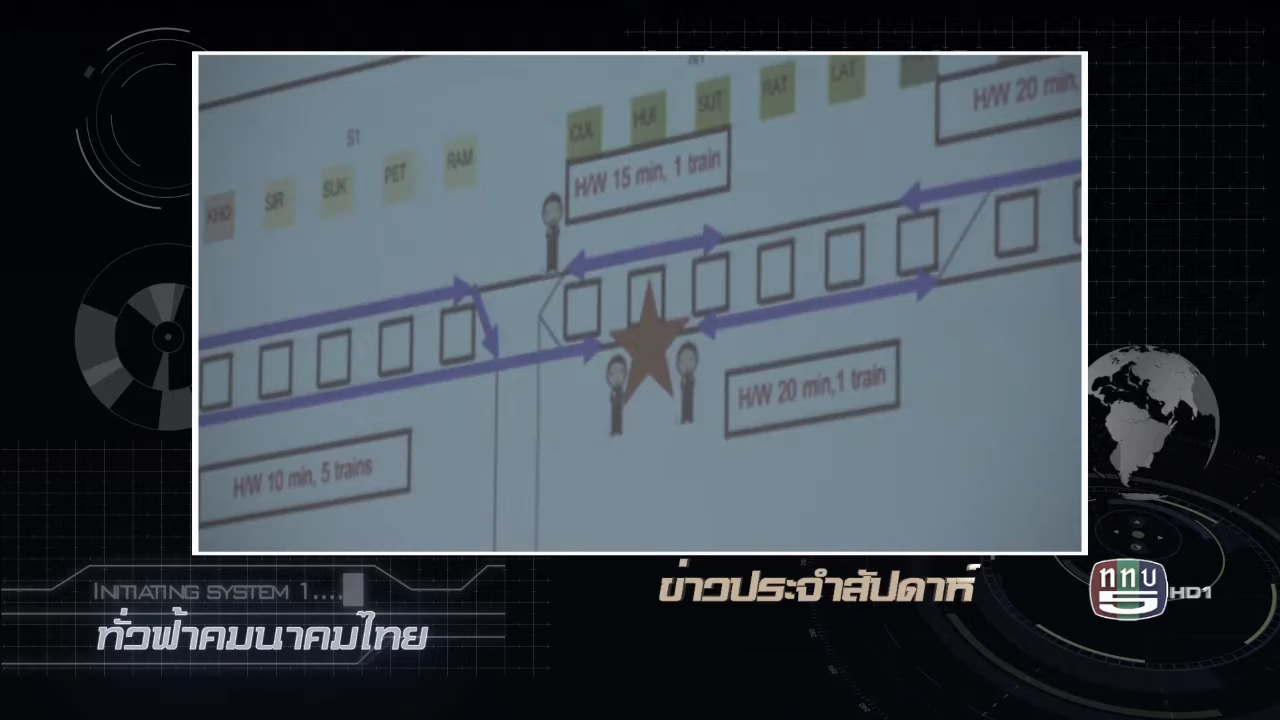 S1
KHO
SIR
SUK
PET
RAM
CUL
HUI
SUT
RAT
LAT
H/W 20 min,
H/W 15 min, 1 train
H/W 20 min,1 train
H/W 10 min, 5 trains
INITIATING SYSTEM 1....
ทั่วฟ้าคมนาคมไทย
ข่าวประจำสัปดาห์
ททบ
5
HD1